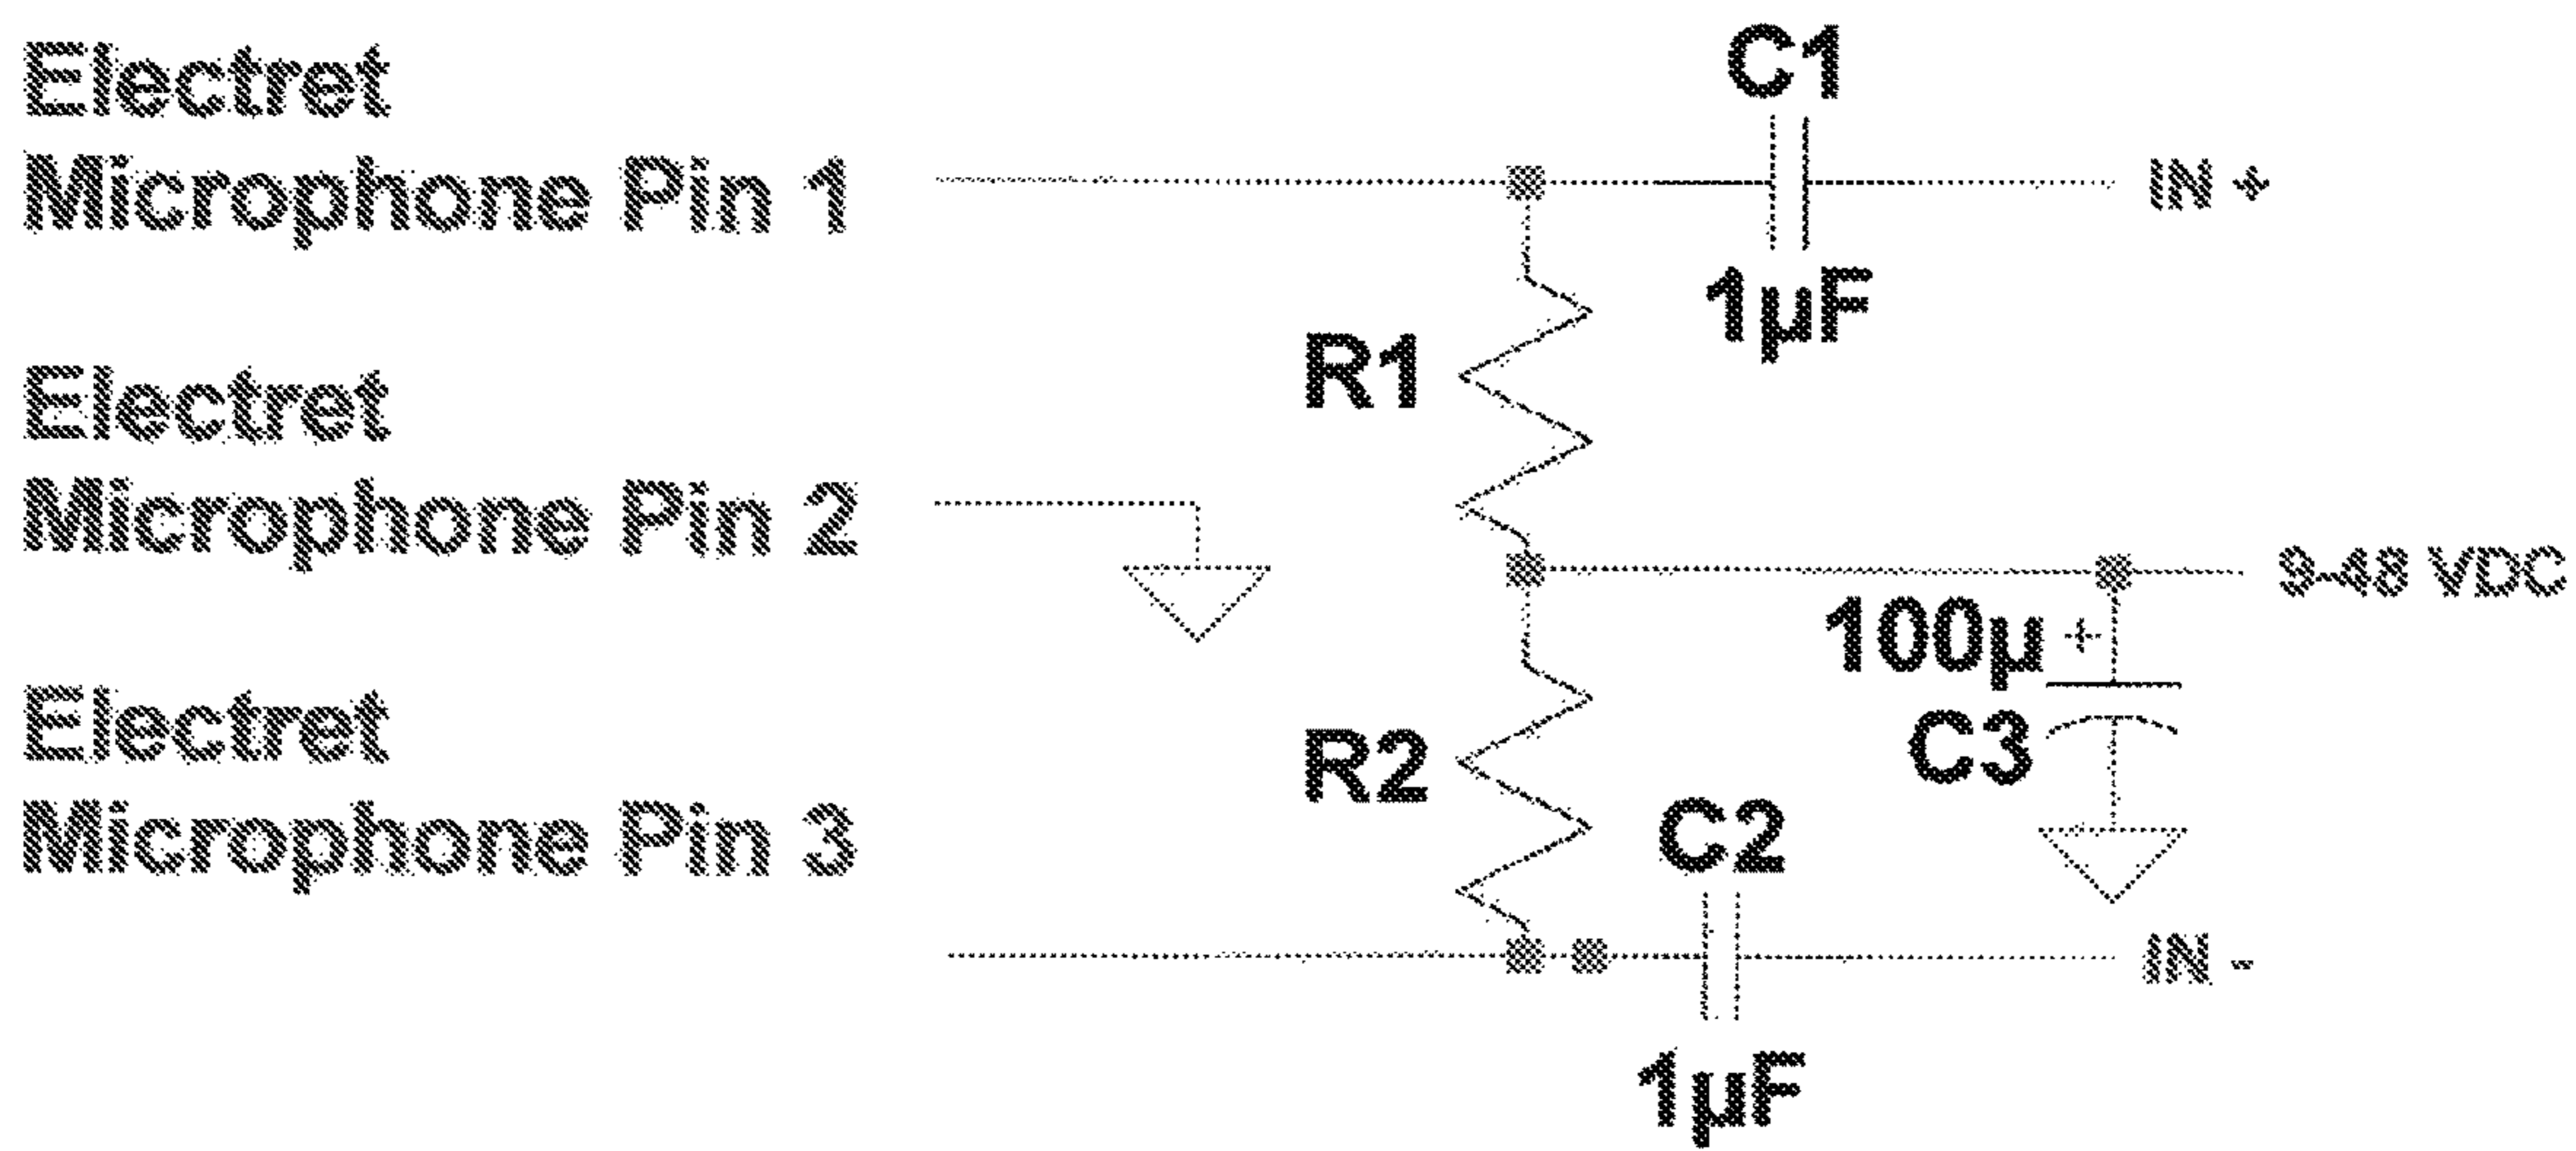 Electret
Microphone Pin 1
C1
IN +
1µF
R1
Electret
Microphone Pin 2
9-48 VDC
100µ +
C3
Electret
Microphone Pin 3
R2
C2
IN -
1µF